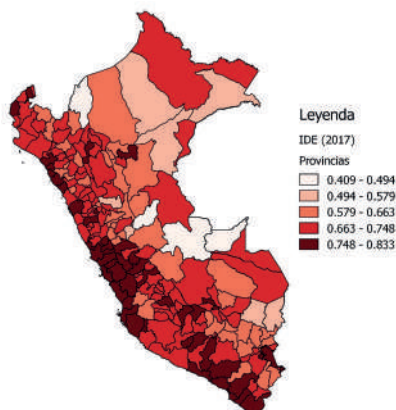 Leyenda
IDE (2017)
Provincias
0.409 - 0.494
0.494 - 0.579
0.579 - 0.663
0.663 - 0.748
0.748 - 0.833